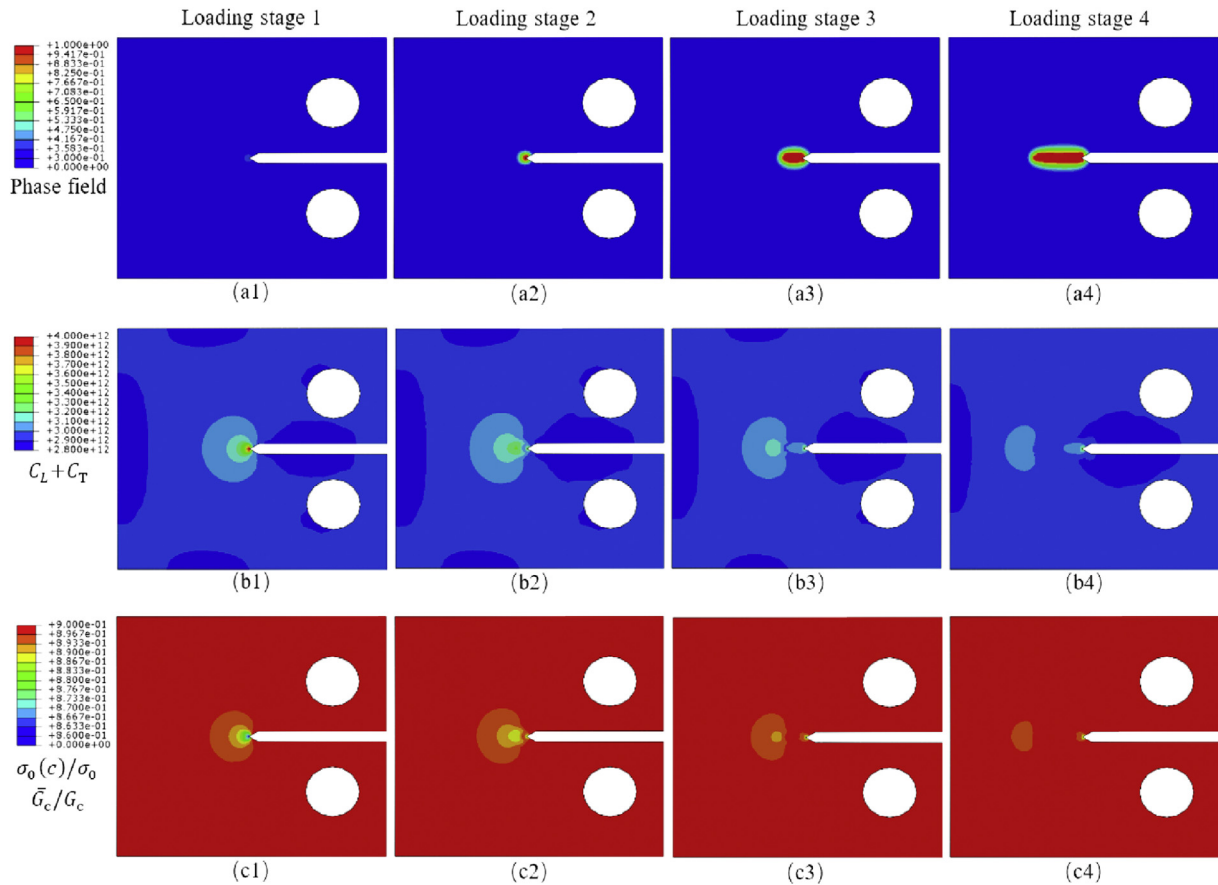 Loading stage 1
Loading stage 2
Loading stage 3
Loading stage 4
+1.000e+00
+9.417e-01
+8.833e-01
+8.250e-01
+7.667e-01
+7.083e-01
+6.500e-01
+5.917e-01
+5.333e-01
+4.750e-01
+4.167e-01
+3.583e-01
+3.000e-01
+0.000e+00
Phase field
(a1)
(a2)
(a3)
(a4)
+4.000e+12
+3.900e+12
+3.800e+12
+3.700e+12
+3.600e+12
+3.500e+12
+3.400e+12
+3.300e+12
+3.200e+12
+3.100e+12
+3.000e+12
+2.900e+12
+2.800e+12
C_L + C_T
(b1)
(b2)
(b3)
(b4)
+9.000e-01
+8.967e-01
+8.933e-01
+8.900e-01
+8.867e-01
+8.833e-01
+8.800e-01
+8.767e-01
+8.733e-01
+8.700e-01
+8.667e-01
+8.633e-01
+8.600e-01
+0.000e+00
σ₀(c)/σ₀
Ḡ_c/G_c
(c1)
(c2)
(c3)
(c4)